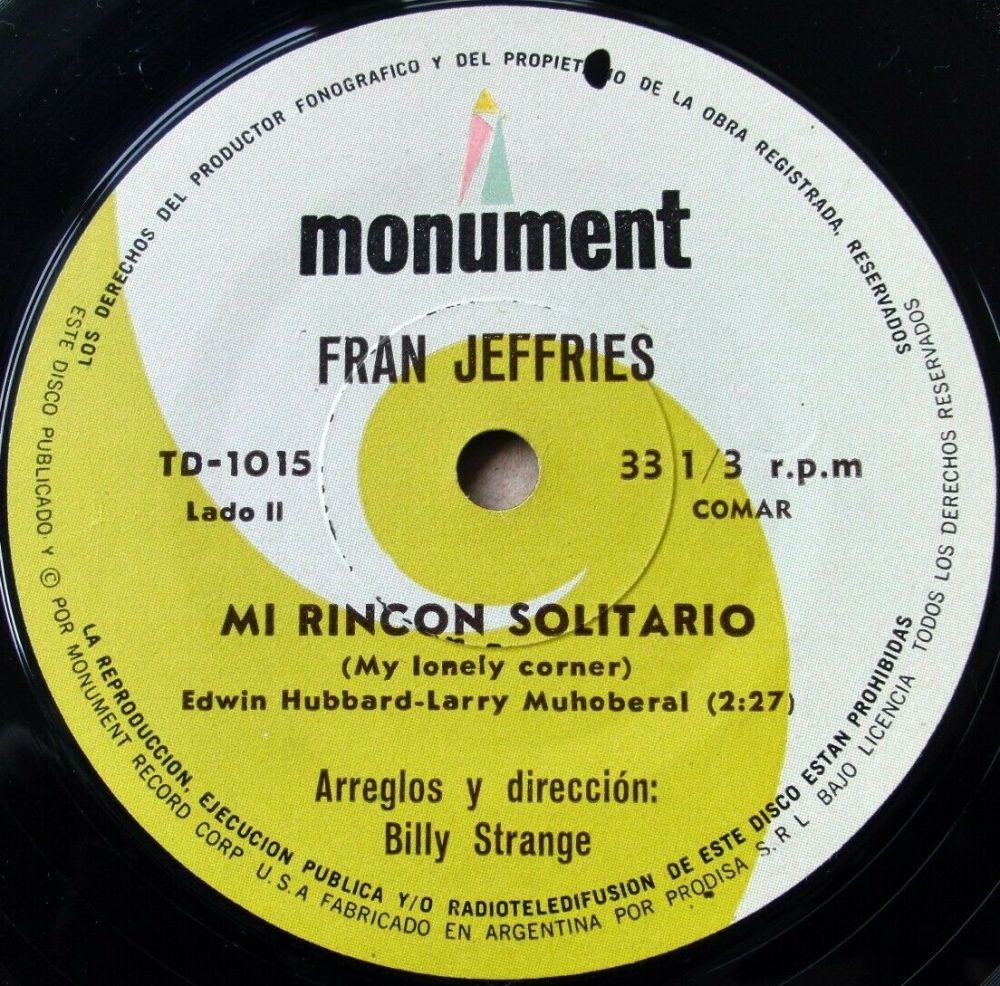 LOS DERECHOS DEL PRODUCTOR FONOGRAFICO Y DEL DE LA OBRA REGISTRADA, RESERVADOS
monument
FRAN JEFFRIES
TD-1015
33 1/3 r.p.m
Lado II
COMAR
MI RINCON SOLITARIO
(My lonely corner)
Edwin Hubbard-Larry Muhoberal (2:27)
Arreglos y dirección:
Billy Strange
LA REPRODUCCION, EJECUCION PUBLICA Y/O RADIOTELEDIFUSION DE ESTE DISCO ESTAN PROHIBIDAS
ESTE DISCO PUBLICADO Y © POR MONUMENT RECORD CORP U.S.A FABRICADO EN ARGENTINA POR PRODISA S.R L BAJO LICENCIA TODOS LOS DERECHOS RESERVADOS